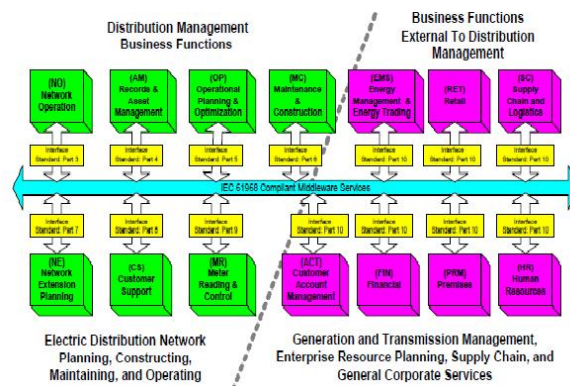 Distribution Management
Business Functions
Business Functions
External To Distribution
Management
(NO)
Network
Operation
(AM)
Records &
Asset
Management
(OP)
Operational
Planning &
Optimization
(MC)
Maintenance
&
Construction
(EMS)
Energy
Management &
Energy Trading
(RET)
Retail
(SC)
Supply
Chain and
Logistics
Interface
Standard: Part 3
Interface
Standard: Part 4
Interface
Standard: Part 5
Interface
Standard: Part 6
Interface
Standard: Part 10
Interface
Standard: Part 10
Interface
Standard: Part 10
IEC 61968 Compliant Middleware Services
Interface
Standard: Part 7
Interface
Standard: Part 8
Interface
Standard: Part 9
Interface
Standard: Part 10
Interface
Standard: Part 10
Interface
Standard: Part 10
Interface
Standard: Part 10
(NE)
Network
Extension
Planning
(CS)
Customer
Support
(MR)
Meter
Reading &
Control
(ACT)
Customer
Account
Management
(FIN)
Financial
(PRM)
Premises
(HR)
Human
Resources
Electric Distribution Network
Planning, Constructing,
Maintaining, and Operating
Generation and Transmission Management,
Enterprise Resource Planning, Supply Chain, and
General Corporate Services